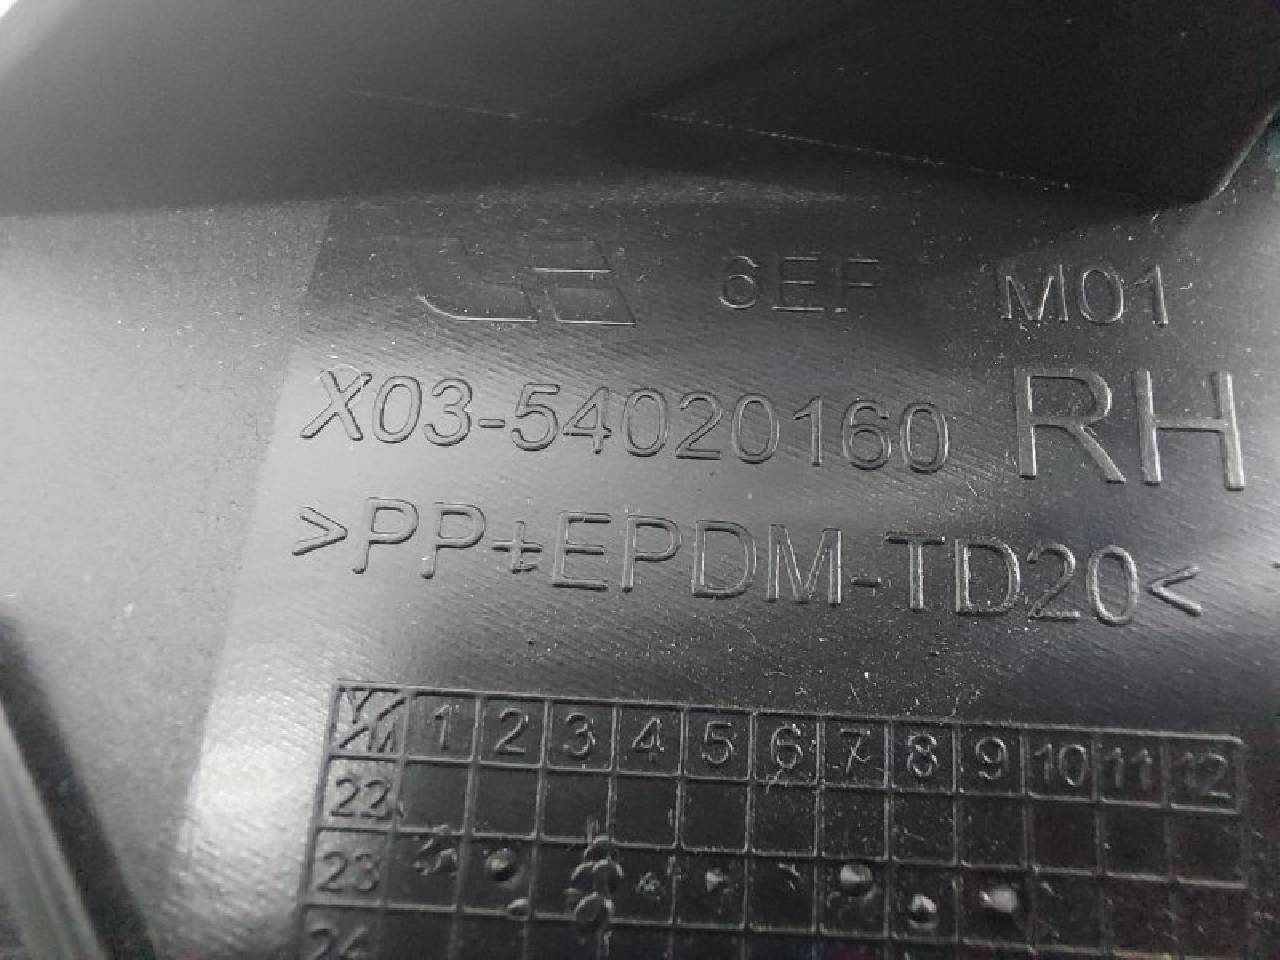 6EF M01
X03-54020160 RH
>PP+EPDM-TD20<
Y/M 1 2 3 4 5 6 7 8 9 10 11 12
22
23
24